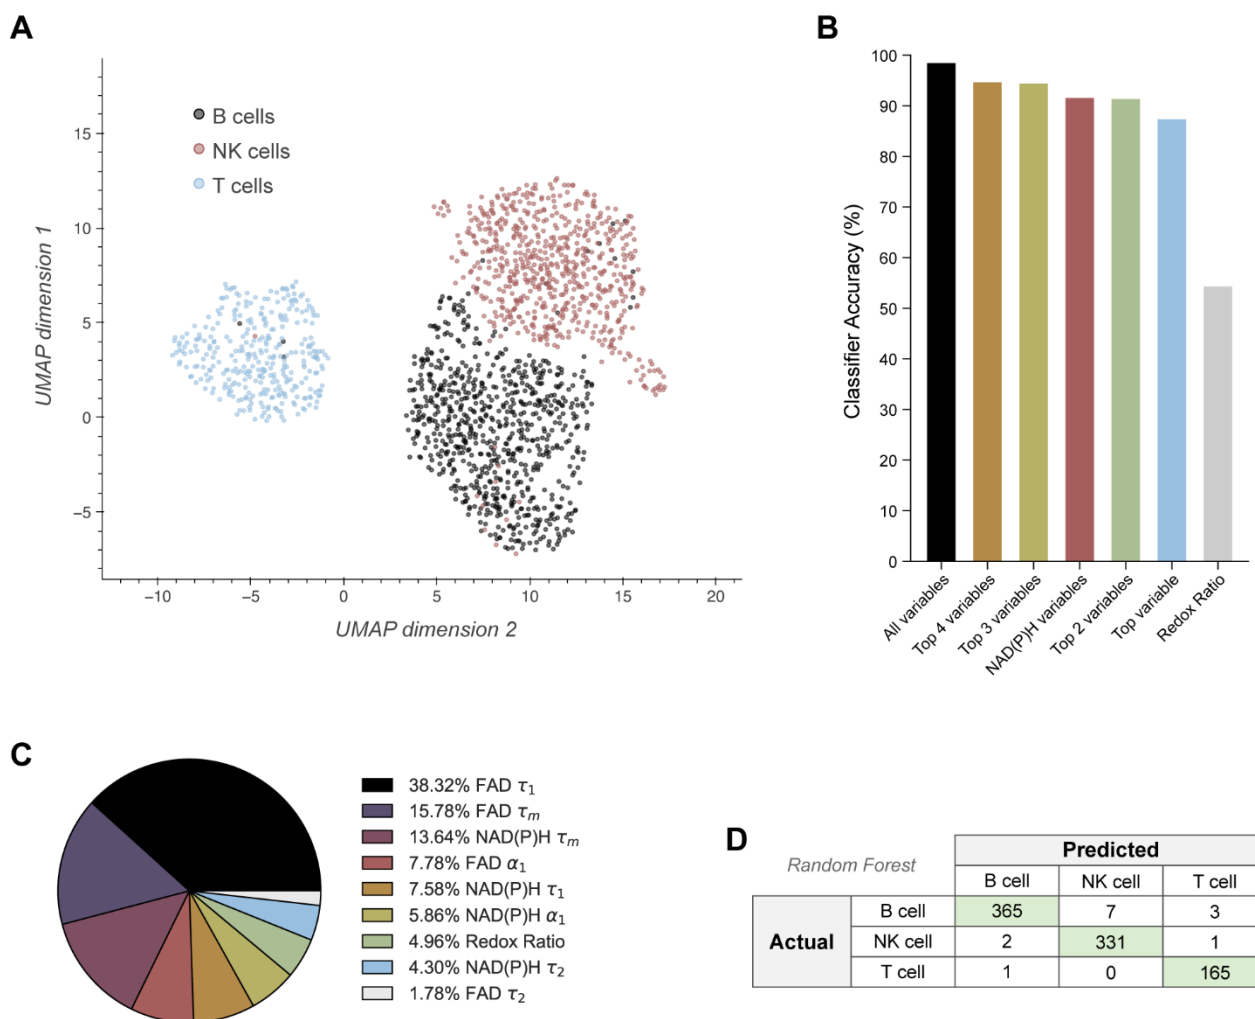 A
B cells
NK cells
T cells
UMAP dimension 1
15
10
5
0
−5
−10
−5
0
5
10
15
20
UMAP dimension 2
B
Classifier Accuracy (%)
100
90
80
70
60
50
40
30
20
10
0
All variables
Top 4 variables
Top 3 variables
NAD(P)H variables
Top 2 variables
Top variable
Redox Ratio
C
38.32% FAD τ₁
15.78% FAD τₘ
13.64% NAD(P)H τₘ
7.78% FAD α₁
7.58% NAD(P)H τ₁
5.86% NAD(P)H α₁
4.96% Redox Ratio
4.30% NAD(P)H τ₂
1.78% FAD τ₂
D
Random Forest
Predicted
B cell NK cell T cell
Actual
B cell 365 7 3
NK cell 2 331 1
T cell 1 0 165